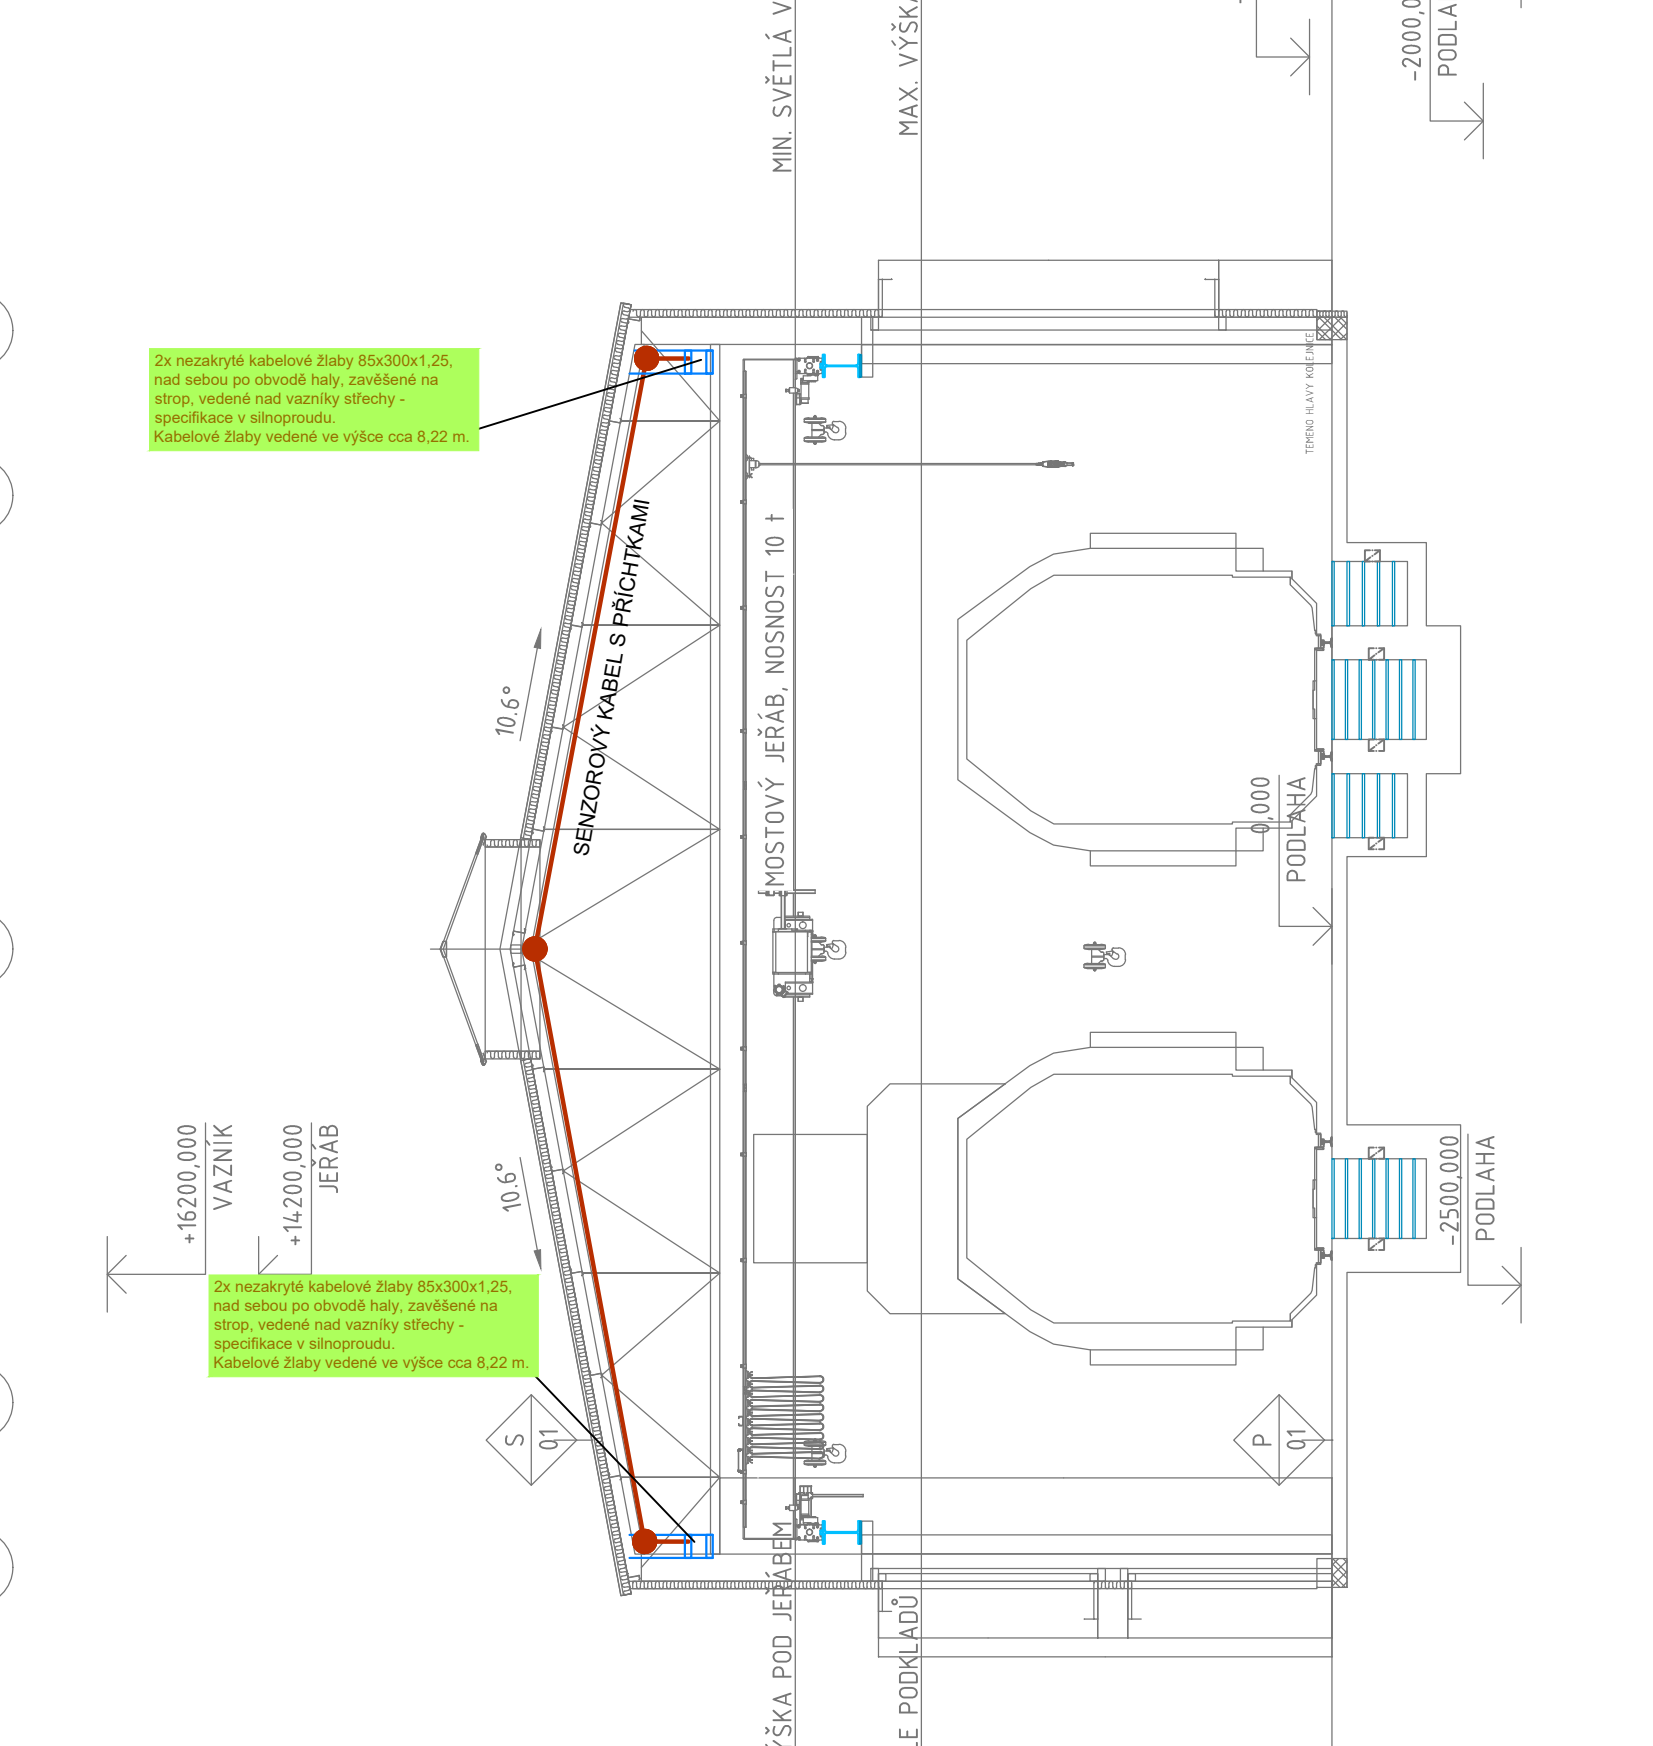 MIN. SVĚTLÁ V
MAX. VÝŠK
-2000,0
PODLA
2x nezakryté kabelové žlaby 85x300x1,25,
nad sebou po obvodě haly, zavěšené na
strop, vedené nad vazníky střechy -
specifikace v silnoproudu.
Kabelové žlaby vedené ve výšce cca 8,22 m.
TEMENO HLAVY KOLEJNICE
SENZOROVÝ KABEL S PŘÍCHTKAMI
10.6°
MOSTOVÝ JEŘÁB, NOSNOST 10 t
0,000
PODLAHA
+16200,000
VAZNÍK
+14200,000
JEŘÁB
10.6°
-2500,000
PODLAHA
2x nezakryté kabelové žlaby 85x300x1,25,
nad sebou po obvodě haly, zavěšené na
strop, vedené nad vazníky střechy -
specifikace v silnoproudu.
Kabelové žlaby vedené ve výšce cca 8,22 m.
S
01
P
01
ÝŠKA POD JEŘÁBEM
LE PODKLADŮ